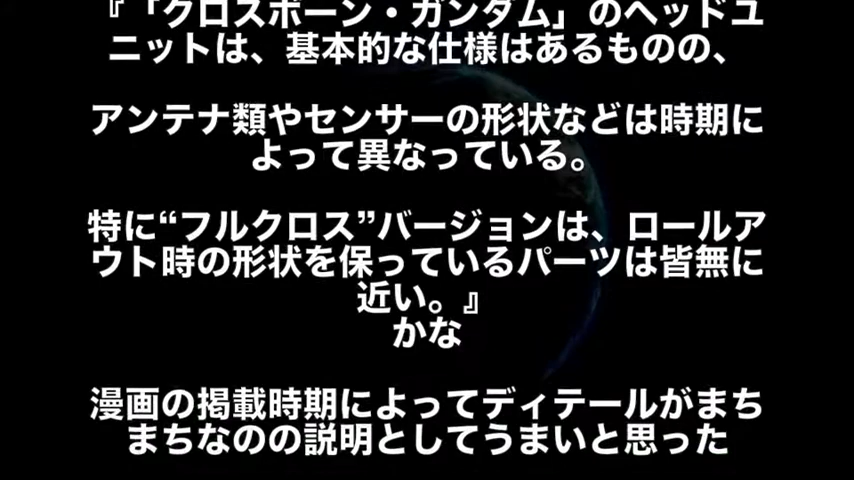 『「クロスボーン・ガンダム」のヘッドユ
ニットは、基本的な仕様はあるものの、
アンテナ類やセンサーの形状などは時期に
よって異なっている。
特に“フルクロス”バージョンは、ロールア
ウト時の形状を保っているパーツは皆無に
近い。』
かな
漫画の掲載時期によってディテールがまち
まちなのの説明としてうまいと思った